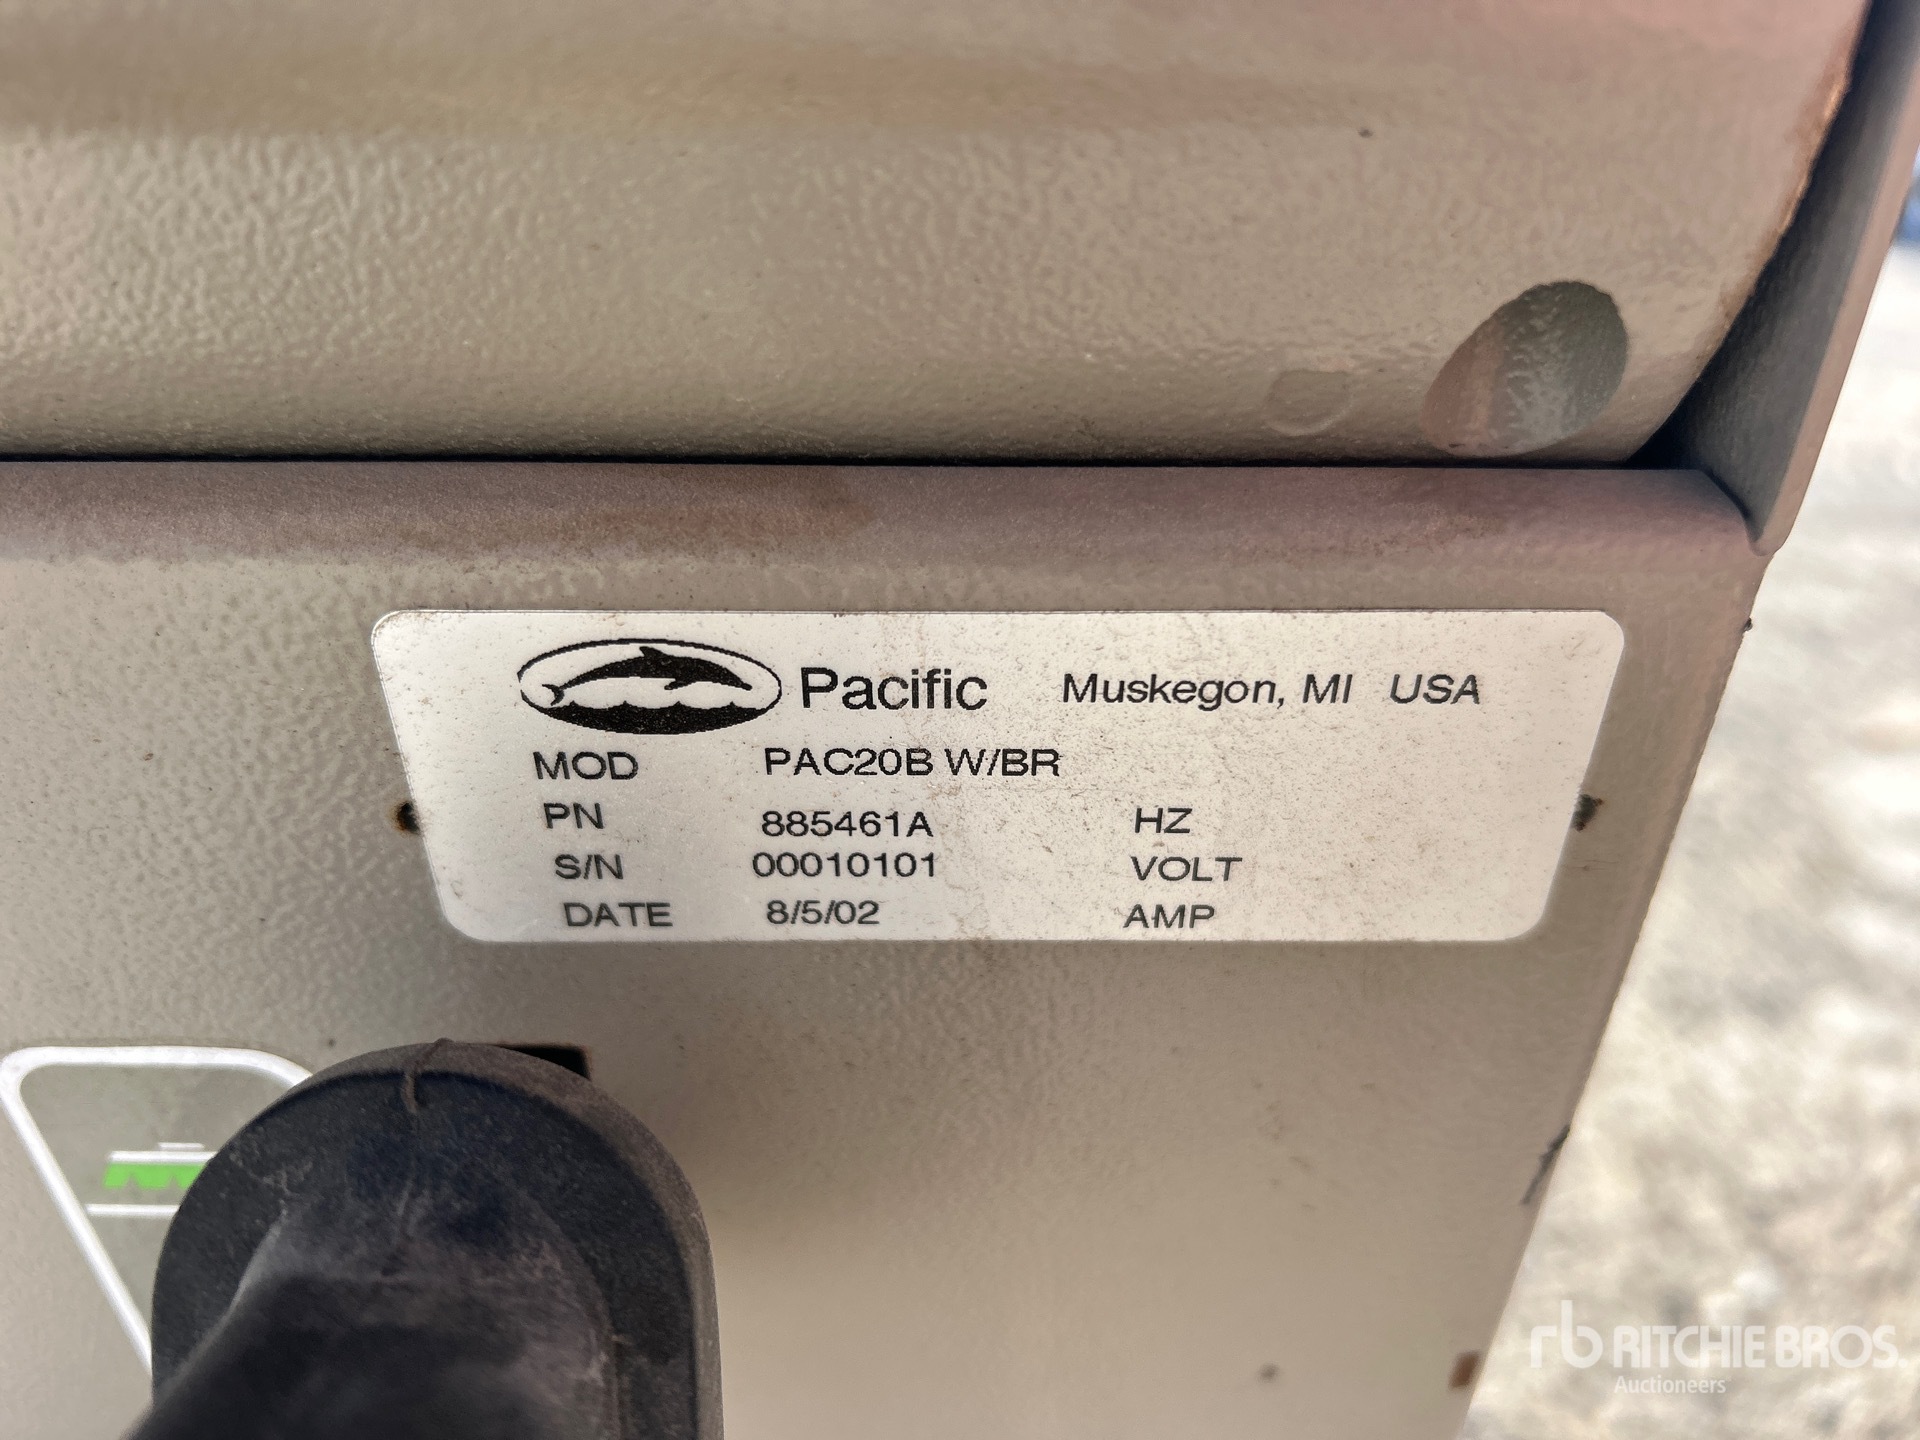 Pacific Muskegon, MI USA
MOD PAC20B W/BR
PN 885461A HZ
S/N 00010101 VOLT
DATE 8/5/02 AMP
rb RITCHIE BROS.
Auctioneers